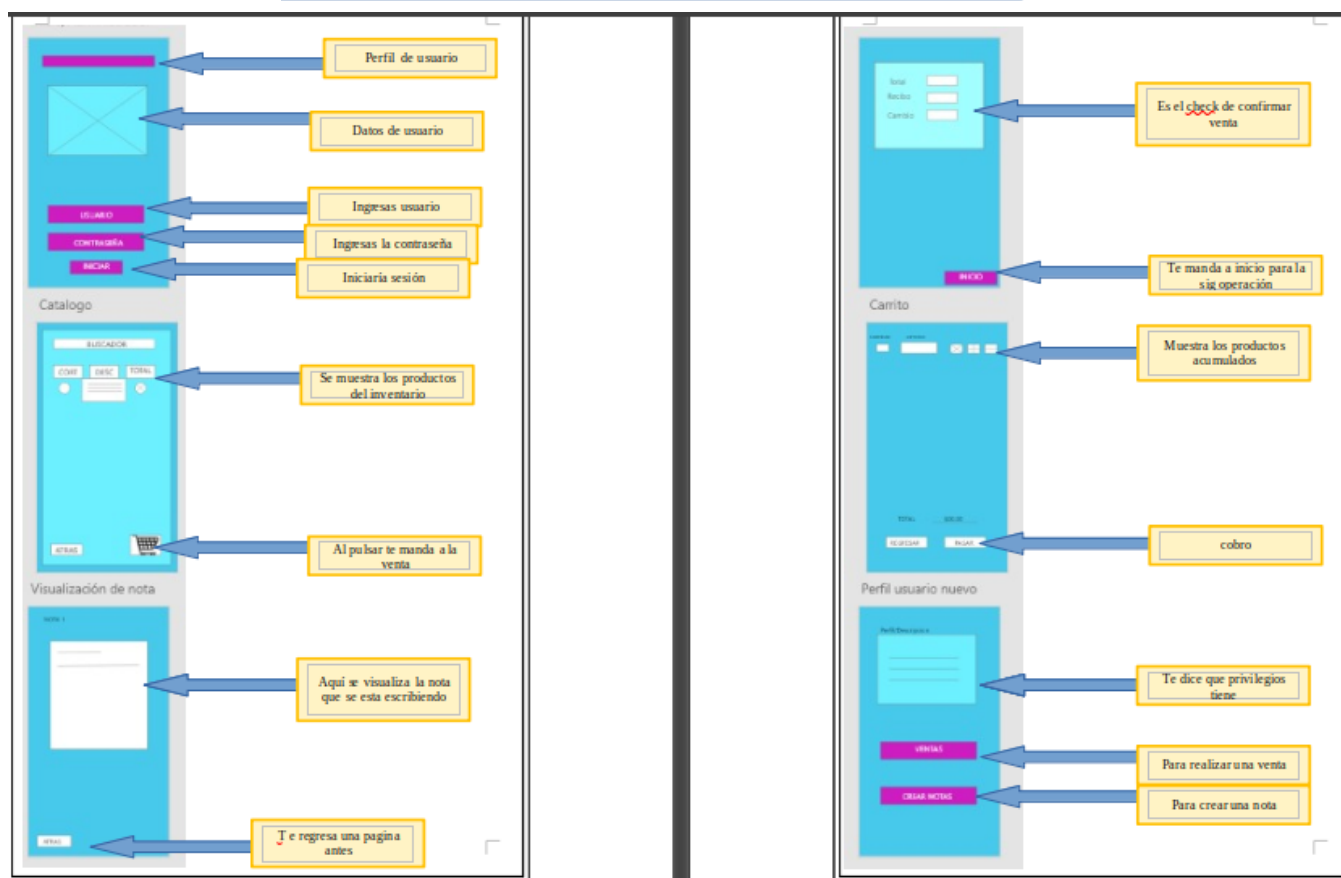 Perfil de usuario
Datos de usuario
USUARIO
Ingresas usuario
CONTRASEÑA
Ingresas la contraseña
INICIAR
Iniciaría sesión
Catalogo
BUSCADOR
DESC
TOTAL
Se muestra los productos
del inventario
ATRAS
Al pulsar te manda a la
venta
Visualización de nota
Aquí se visualiza la nota
que se esta escribiendo
ATRAS
T e regresa una pagina
antes
Total
Recibo
Cambio
Es el check de confirmar
venta
INICIO
Te manda a inicio para la
sig operación
Carrito
Muestra los productos
acumulados
TOTAL
REGRESAR
PAGAR
cobro
Perfil usuario nuevo
Te dice que privilegios
tiene
VENTAS
Para realizar una venta
CREAR NOTAS
Para crear una nota